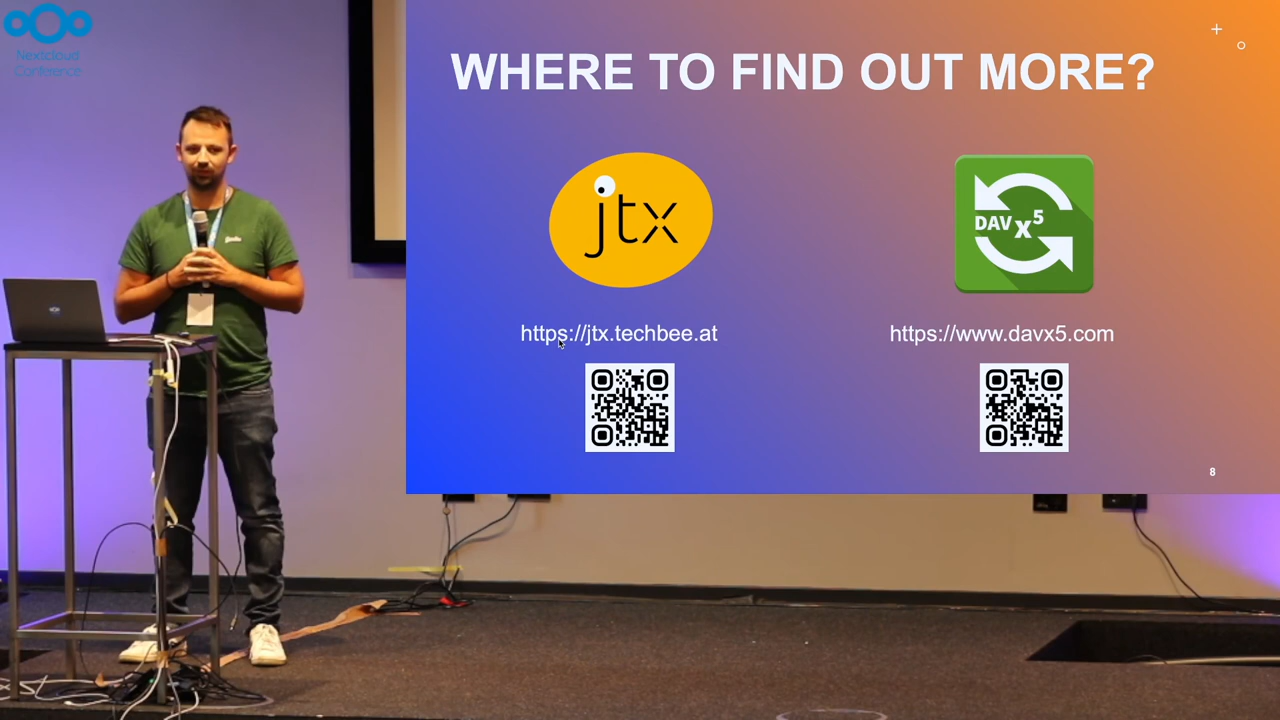 Nextcloud
Conference
WHERE TO FIND OUT MORE?
jtx
DAV x⁵
https://jtx.techbee.at
https://www.davx5.com
8